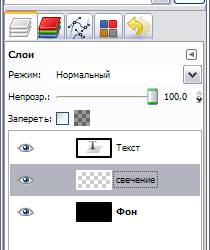 Слои
Режим: Нормальный
Непрозр.: 100,0
Запереть:
Текст
свечение
Фон